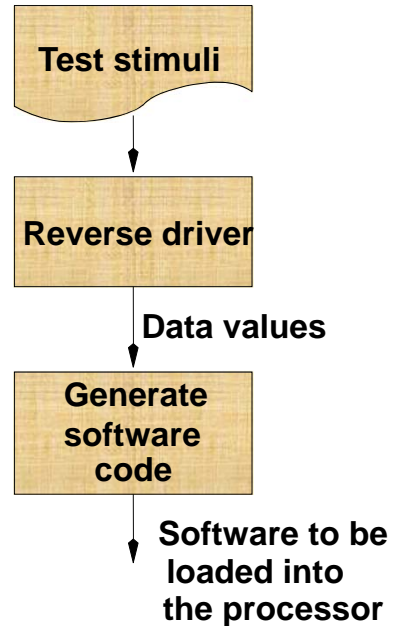 Test stimuli
Reverse driver
Data values
Generate
software
code
Software to be
loaded into
the processor